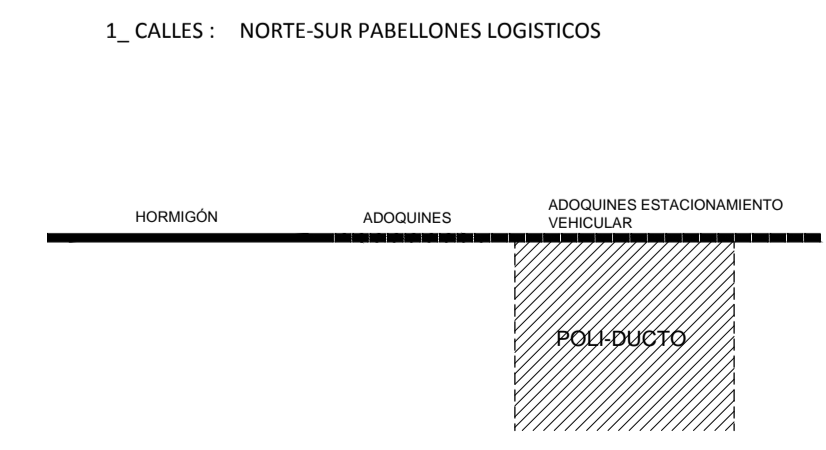 1_ CALLES : NORTE-SUR PABELLONES LOGISTICOS
HORMIGÓN
ADOQUINES
ADOQUINES ESTACIONAMIENTO
VEHICULAR
POLI-DUCTO